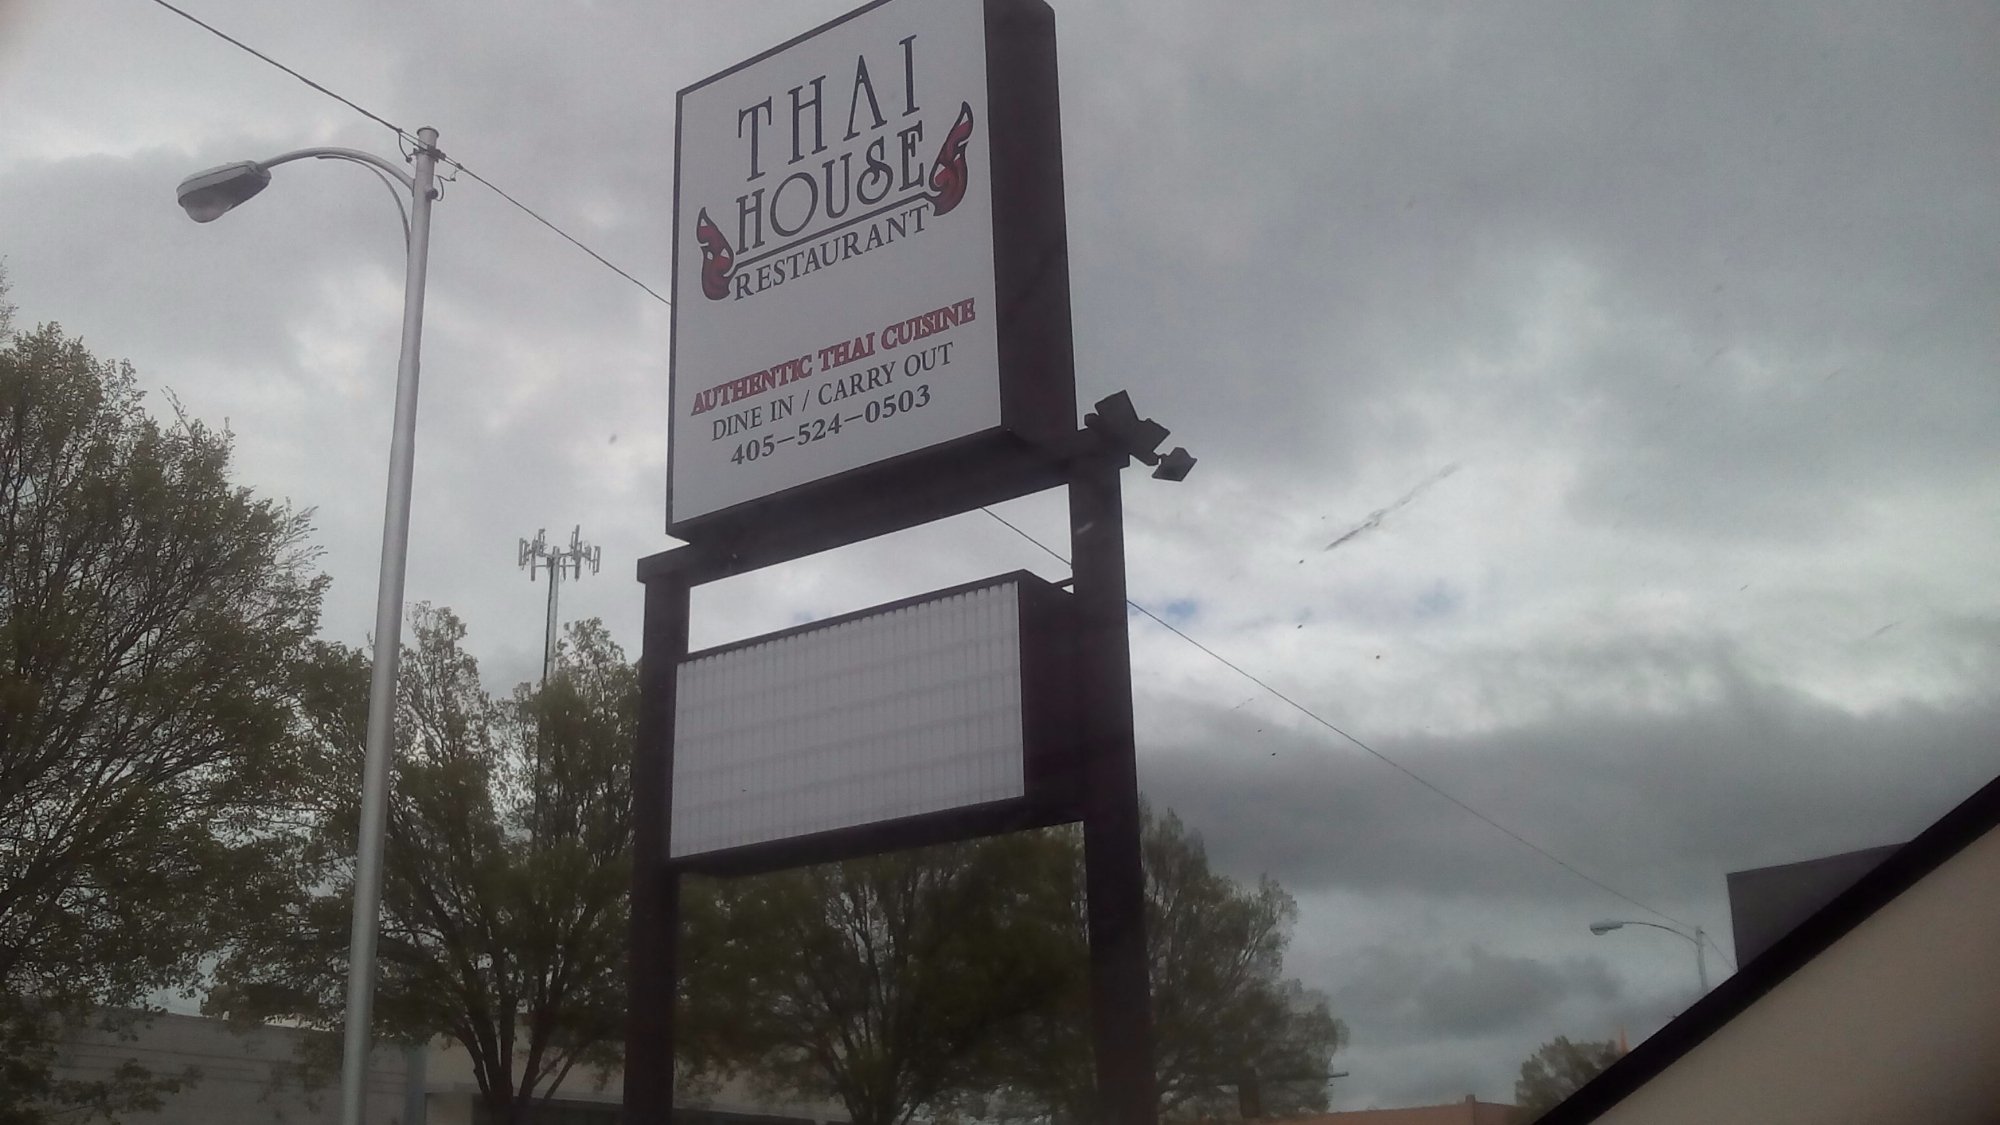 THAI
HOUSE
RESTAURANT
AUTHENTIC THAI CUISINE
DINE IN / CARRY OUT
405-524-0503